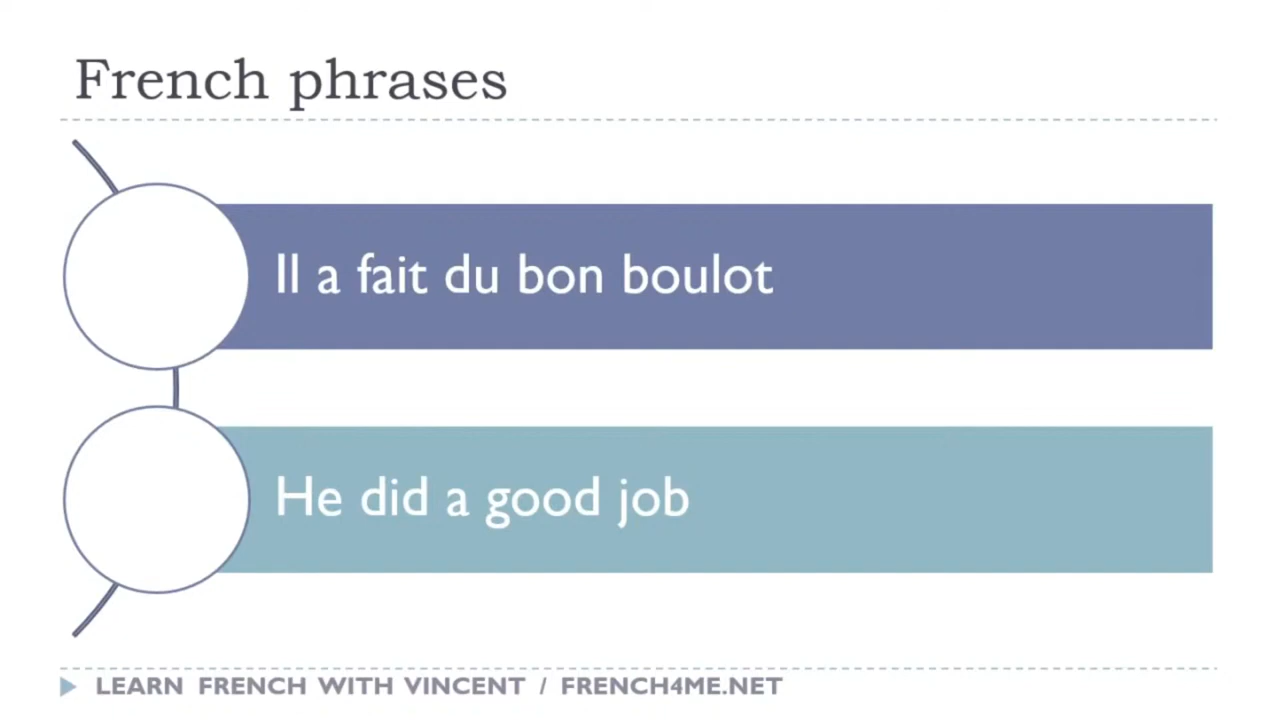 French phrases
Il a fait du bon boulot
He did a good job
LEARN FRENCH WITH VINCENT / FRENCH4ME.NET